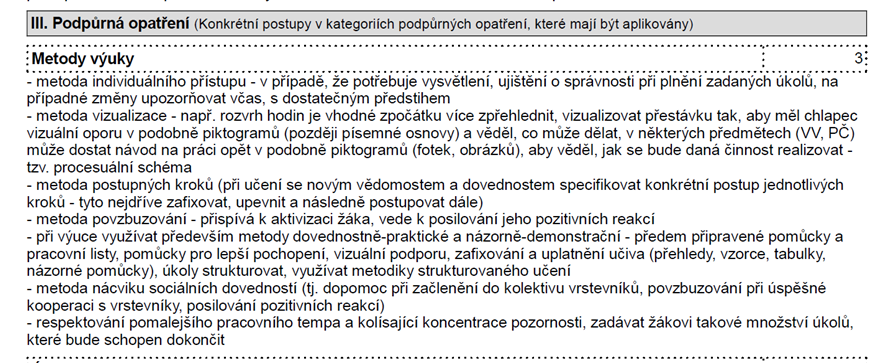 III. Podpůrná opatření (Konkrétní postupy v kategoriích podpůrných opatření, které mají být aplikovány)
Metody výuky 3
- metoda individuálního přístupu - v případě, že potřebuje vysvětlení, ujištění o správnosti při plnění zadaných úkolů, na
případné změny upozorňovat včas, s dostatečným předstihem
- metoda vizualizace - např. rozvrh hodin je vhodné zpočátku více zpřehlednit, vizualizovat přestávku tak, aby měl chlapec
vizuální oporu v podobně piktogramů (později písemné osnovy) a věděl, co může dělat, v některých předmětech (VV, PČ)
může dostat návod na práci opět v podobně piktogramů (fotek, obrázků), aby věděl, jak se bude daná činnost realizovat -
tzv. procesuální schéma
- metoda postupných kroků (při učení se novým vědomostem a dovednostem specifikovat konkrétní postup jednotlivých
kroků - tyto nejdříve zafixovat, upevnit a následně postupovat dále)
- metoda povzbuzování - přispívá k aktivizaci žáka, vede k posilování jeho pozitivních reakcí
- při výuce využívat především metody dovednostně-praktické a názorně-demonstrační - předem připravené pomůcky a
pracovní listy, pomůcky pro lepší pochopení, vizuální podporu, zafixování a uplatnění učiva (přehledy, vzorce, tabulky,
názorné pomůcky), úkoly strukturovat, využívat metodiky strukturovaného učení
- metoda nácviku sociálních dovedností (tj. dopomoc při začlenění do kolektivu vrstevníků, povzbuzování při úspěšné
kooperaci s vrstevníky, posilování pozitivních reakcí)
- respektování pomalejšího pracovního tempa a kolísající koncentrace pozornosti, zadávat žákovi takové množství úkolů,
které bude schopen dokončit